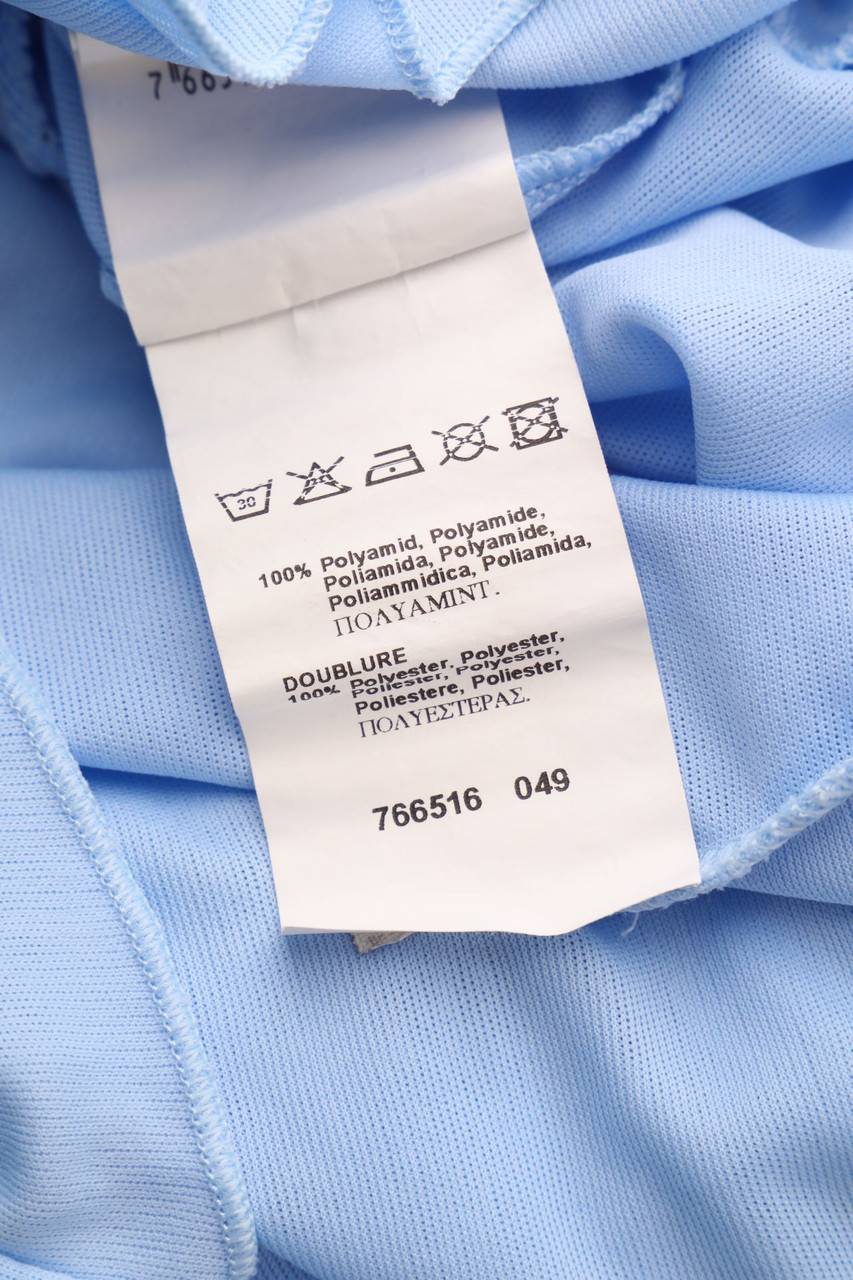 30
100% Polyamid, Polyamide,
Poliamida, Polyamide,
Poliammidica, Poliamida,
ΠΟΛΥΑΜΙΝΤ.
DOUBLURE
100% Polyester, Polyester,
Poliester, Polyester,
Poliestere, Poliester,
ΠΟΛΥΕΣΤΕΡΑΣ.
766516 049